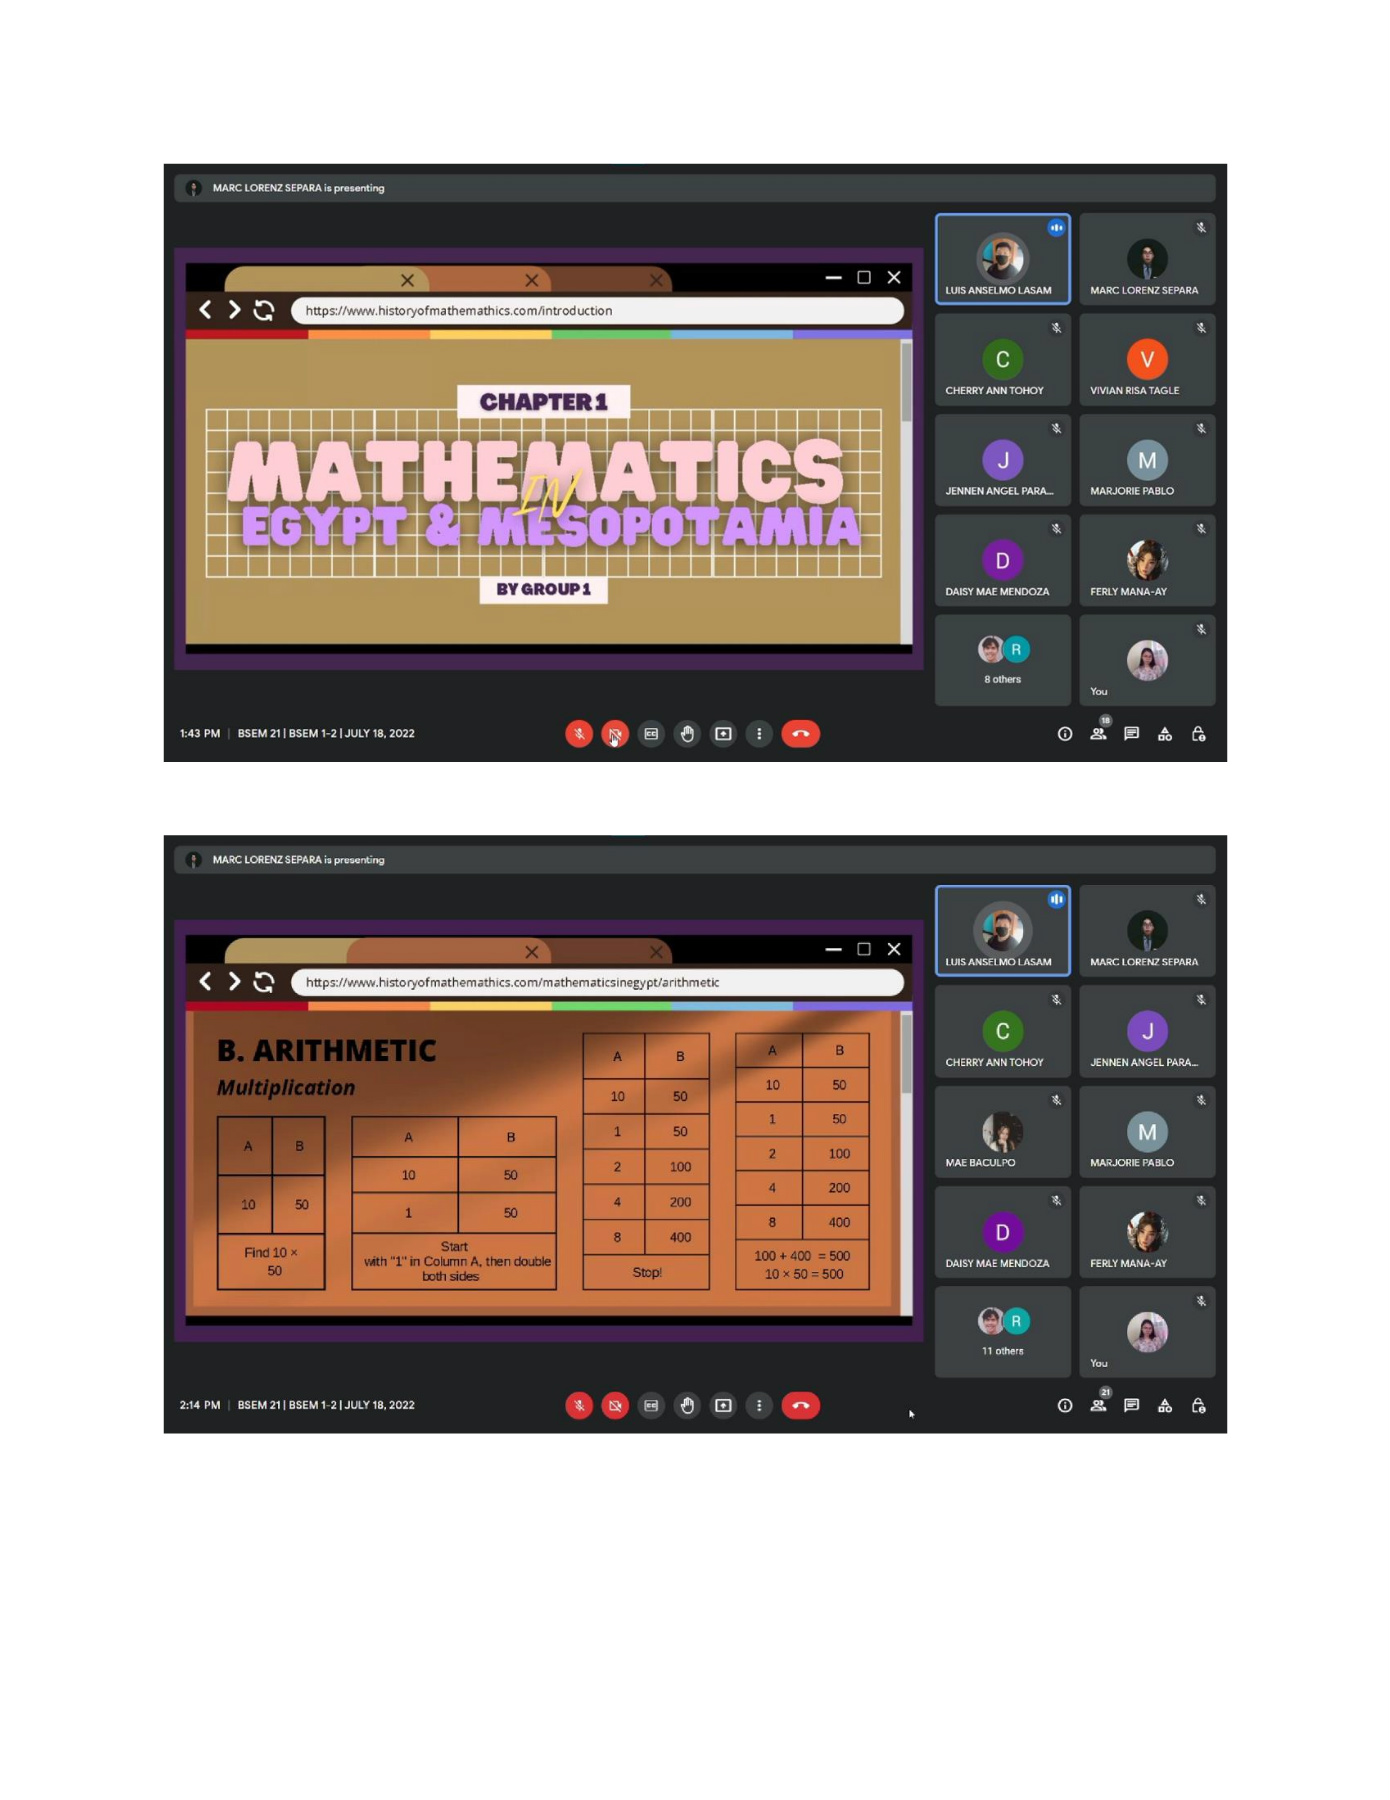 MARC LORENZ SEPARA is presenting
https://www.historyofmathemathics.com/introduction
CHAPTER 1
MATHEMATICS
IN
EGYPT & MESOPOTAMIA
BY GROUP 1
LUIS ANSELMO LASAM
MARC LORENZ SEPARA
C
CHERRY ANN TOHOY
V
VIVIAN RISA TAGLE
J
JENNEN ANGEL PARA...
M
MARJORIE PABLO
D
DAISY MAE MENDOZA
FERLY MANA-AY
R
8 others
You
1:43 PM | BSEM 21 | BSEM 1-2 | JULY 18, 2022
CC
18
MARC LORENZ SEPARA is presenting
https://www.historyofmathemathics.com/mathematicsinegypt/arithmetic
B. ARITHMETIC
Multiplication
A B
10 50
Find 10 ×
50
A B
10 50
1 50
Start
with "1" in Column A, then double
both sides
A B
10 50
1 50
2 100
4 200
8 400
Stop!
A B
10 50
1 50
2 100
4 200
8 400
100 + 400 = 500
10 × 50 = 500
LUIS ANSELMO LASAM
MARC LORENZ SEPARA
C
CHERRY ANN TOHOY
J
JENNEN ANGEL PARA...
MAE BACULPO
M
MARJORIE PABLO
D
DAISY MAE MENDOZA
FERLY MANA-AY
R
11 others
You
2:14 PM | BSEM 21 | BSEM 1-2 | JULY 18, 2022
CC
21